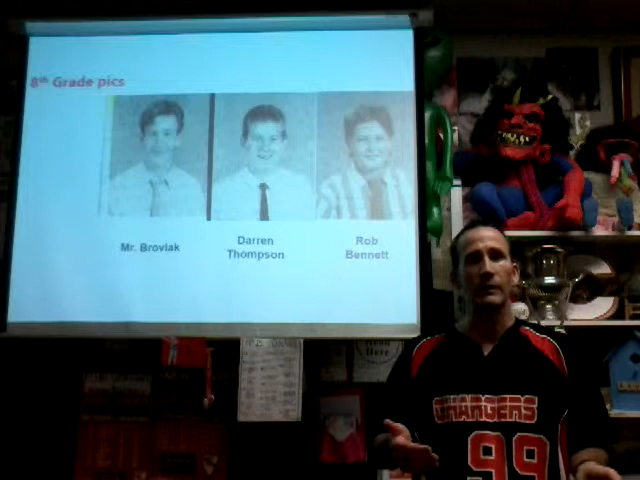 8th Grade pics
Mr. Broviak
Darren
Thompson
Rob
Bennett
CHARGERS
99